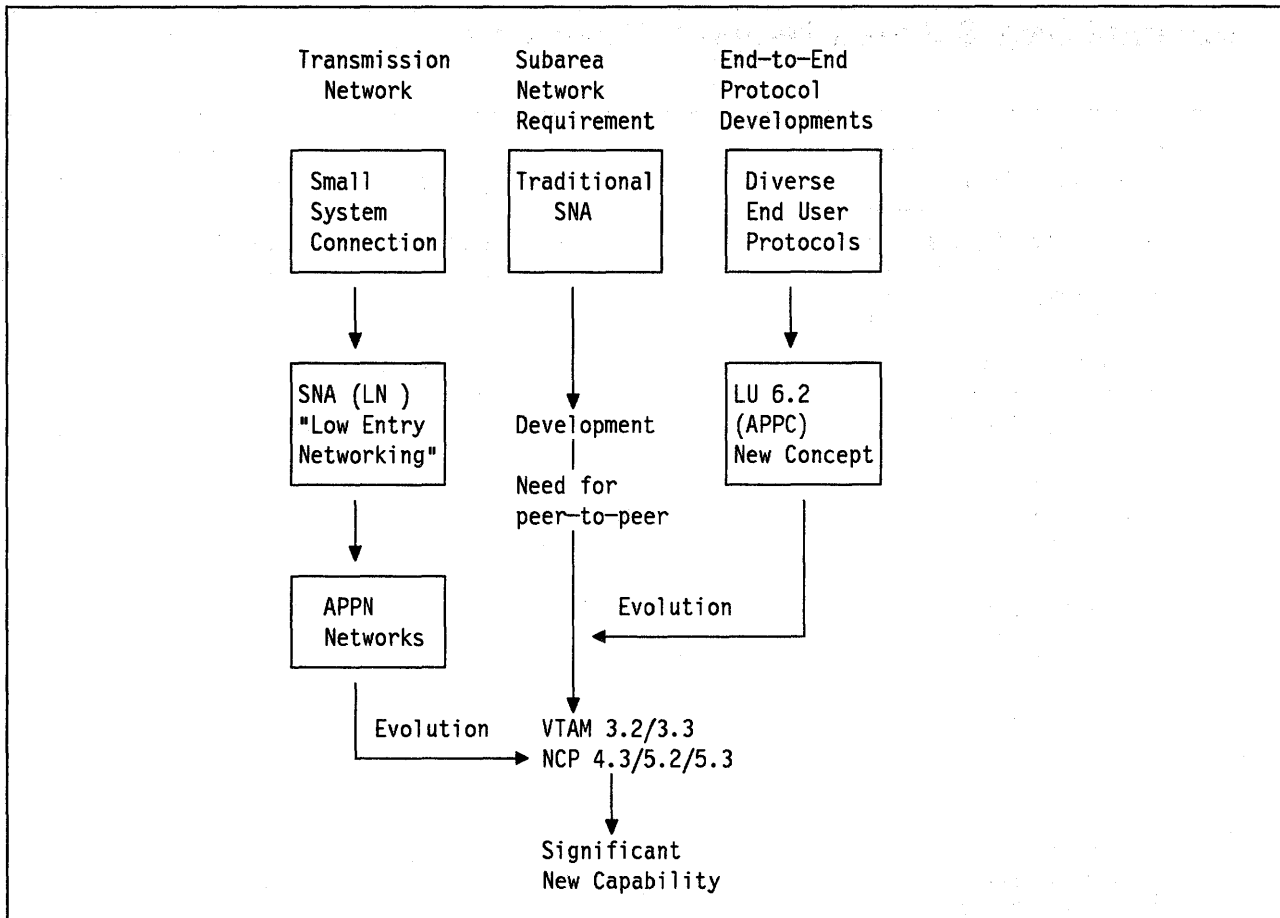 Transmission
Network
Subarea
Network
Requirement
End-to-End
Protocol
Developments
Small
System
Connection
Traditional
SNA
Diverse
End User
Protocols
SNA (LN )
"Low Entry
Networking"
Development
Need for
peer-to-peer
LU 6.2
(APPC)
New Concept
APPN
Networks
Evolution
Evolution
VTAM 3.2/3.3
NCP 4.3/5.2/5.3
Significant
New Capability